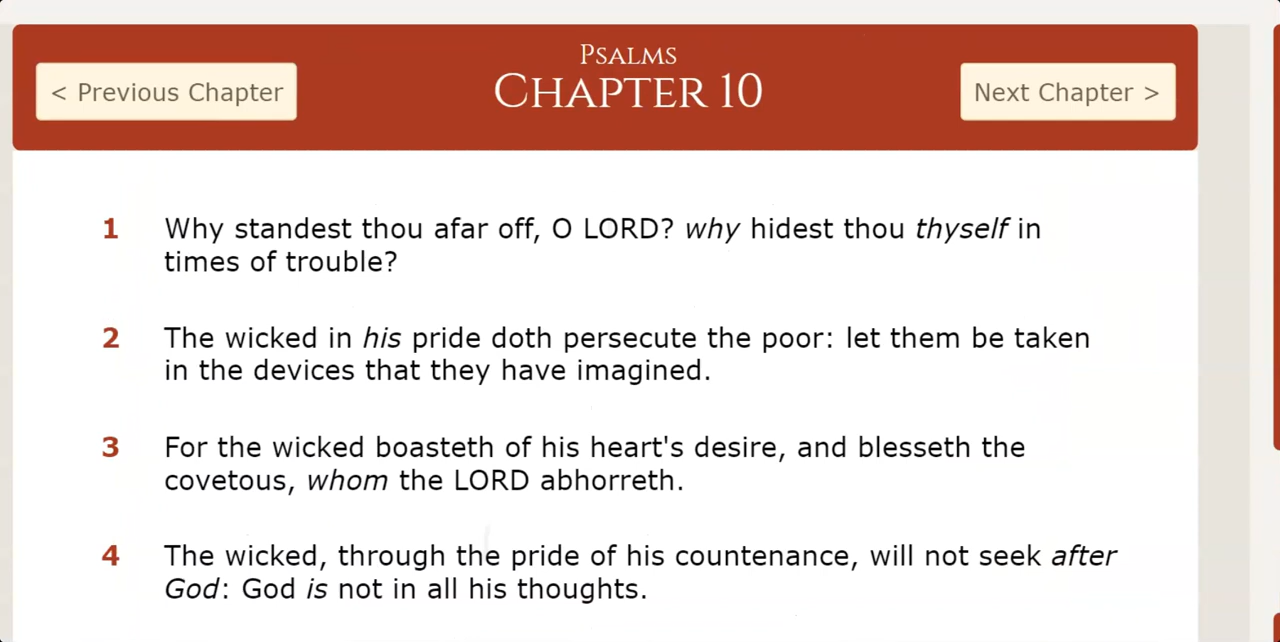 Psalms
< Previous Chapter
Chapter 10
Next Chapter >
1 Why standest thou afar off, O LORD? why hidest thou thyself in
times of trouble?
2 The wicked in his pride doth persecute the poor: let them be taken
in the devices that they have imagined.
3 For the wicked boasteth of his heart's desire, and blesseth the
covetous, whom the LORD abhorreth.
4 The wicked, through the pride of his countenance, will not seek after
God: God is not in all his thoughts.